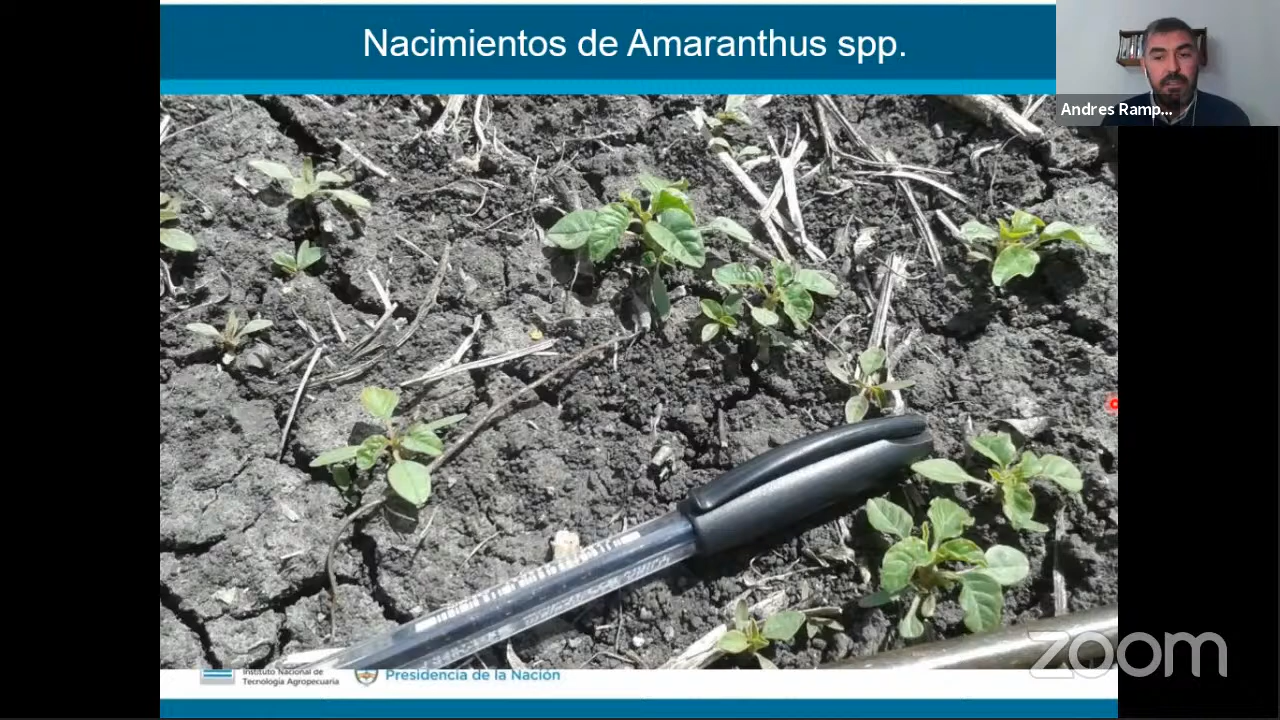 Nacimientos de Amaranthus spp.
Andres Ramp...
Instituto Nacional de
Tecnología Agropecuaria
Presidencia de la Nación
zoom